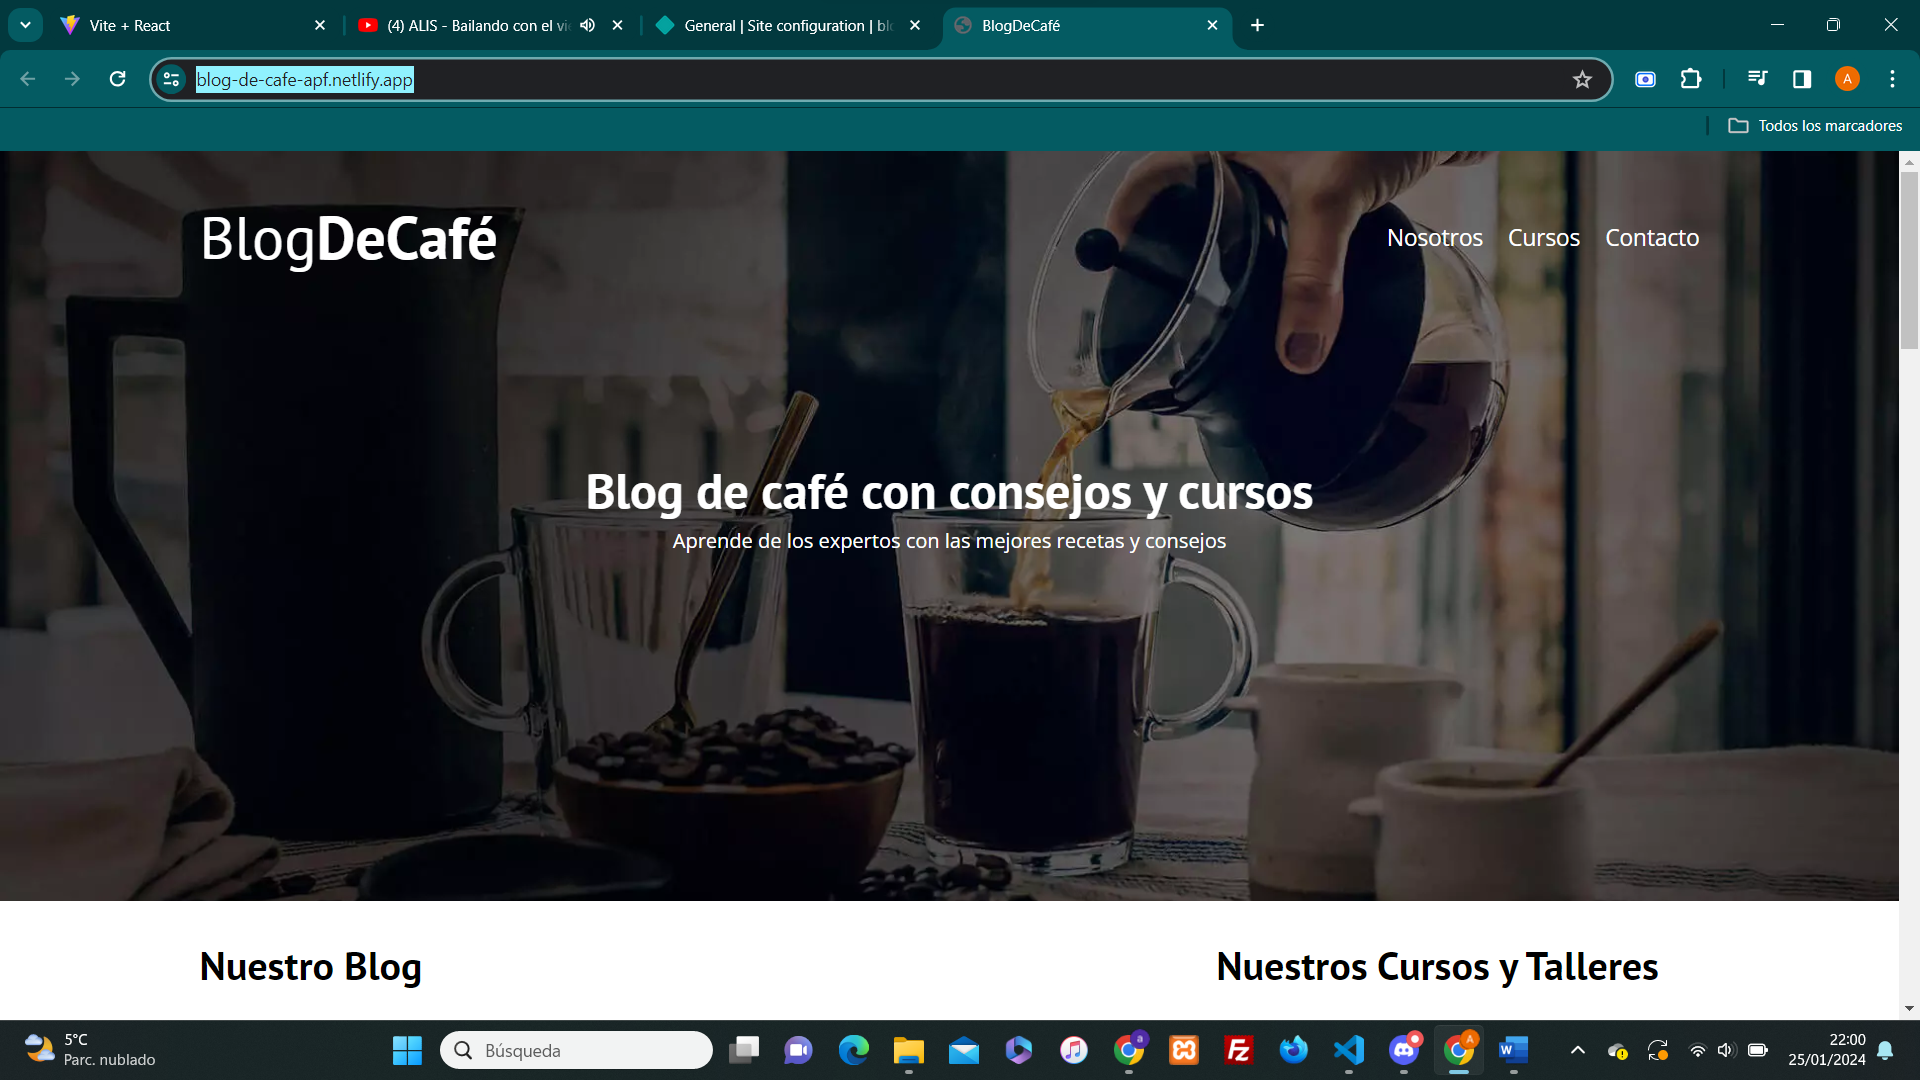 Vite + React
(4) ALIS - Bailando con el vi
General | Site configuration | bl
BlogDeCafé
blog-de-cafe-apf.netlify.app
A
Todos los marcadores
BlogDeCafé
Nosotros Cursos Contacto
Blog de café con consejos y cursos
Aprende de los expertos con las mejores recetas y consejos
Nuestro Blog
Nuestros Cursos y Talleres
5°C
Parc. nublado
Búsqueda
22:00
25/01/2024